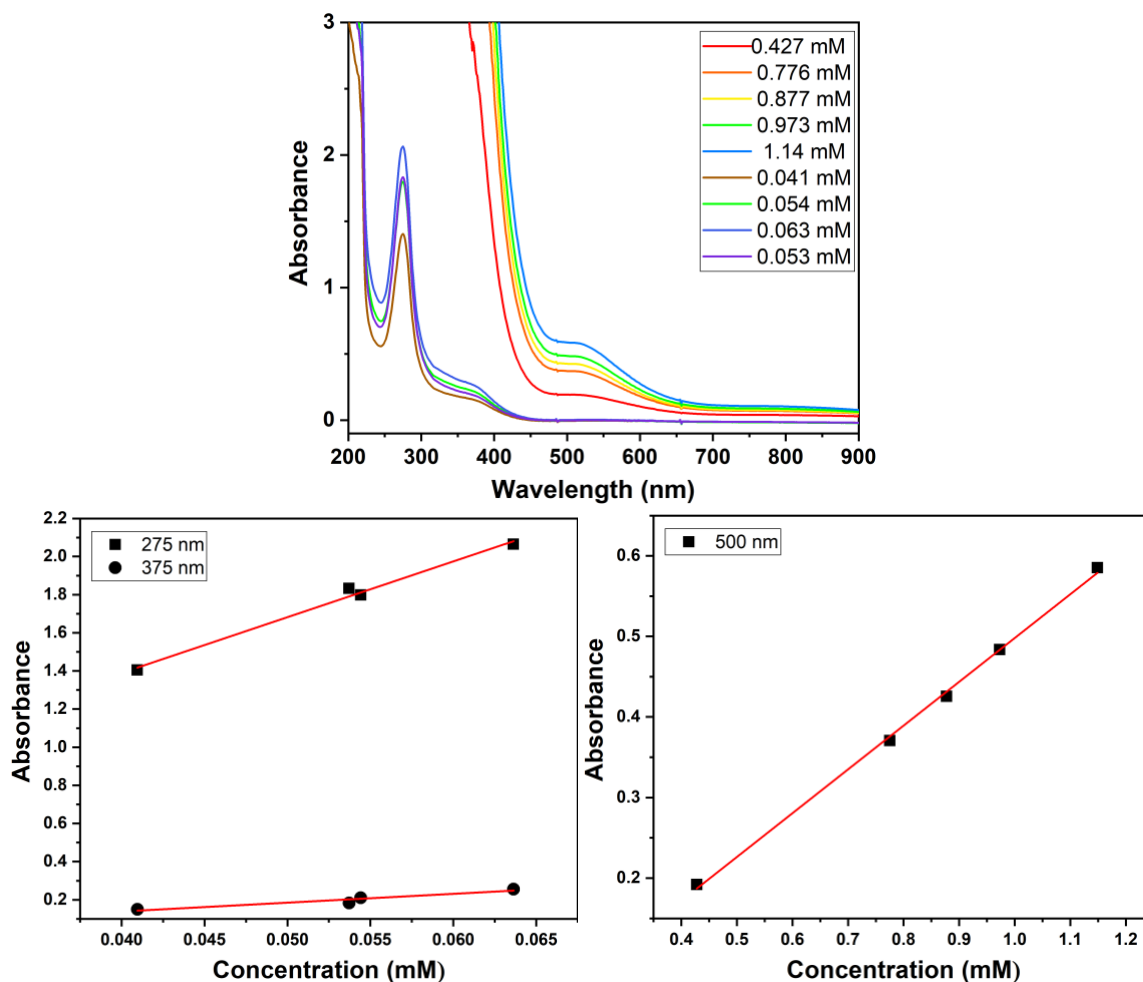 3
2
1
0
Absorbance
0.427 mM
0.776 mM
0.877 mM
0.973 mM
1.14 mM
0.041 mM
0.054 mM
0.063 mM
0.053 mM
200 300 400 500 600 700 800 900
Wavelength (nm)
2.2
2.0
1.8
1.6
1.4
1.2
1.0
0.8
0.6
0.4
0.2
Absorbance
275 nm
375 nm
0.040 0.045 0.050 0.055 0.060 0.065
Concentration (mM)
0.6
0.5
0.4
0.3
0.2
Absorbance
500 nm
0.4 0.5 0.6 0.7 0.8 0.9 1.0 1.1 1.2
Concentration (mM)